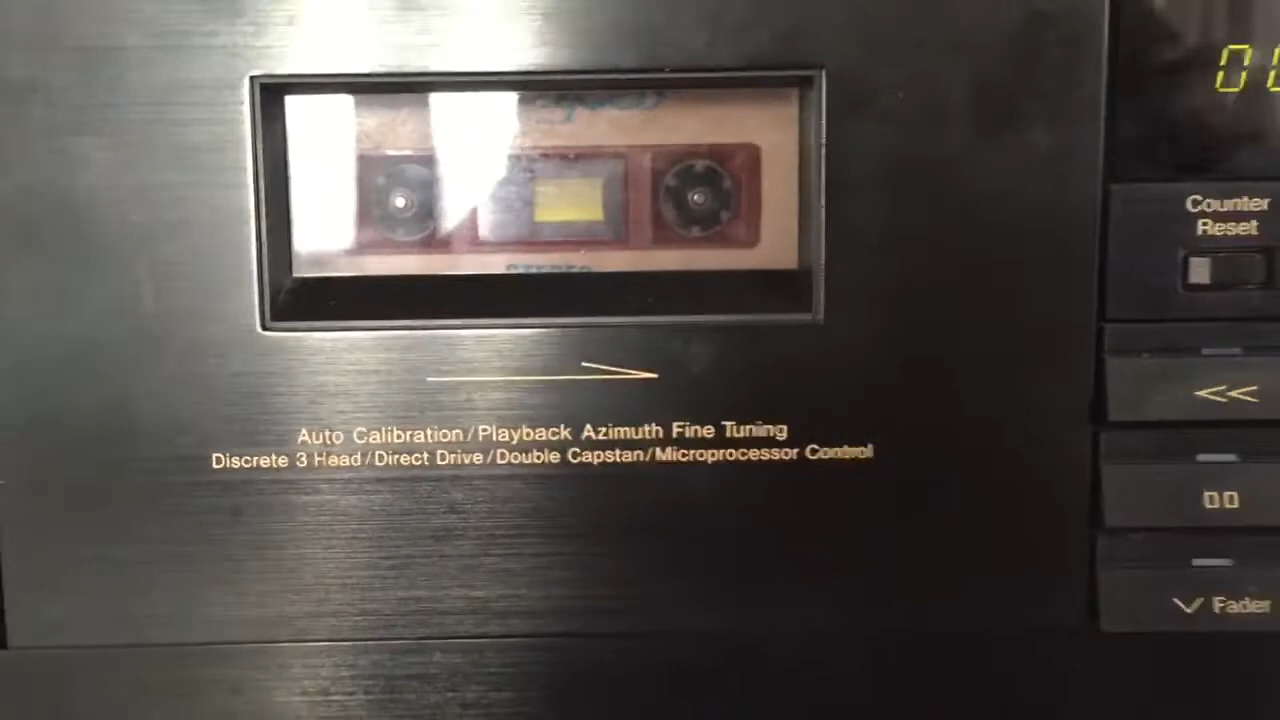 Counter
Reset
<<
Auto Calibration/Playback Azimuth Fine Tuning
Discrete 3 Head/Direct Drive/Double Capstan/Microprocessor Control
Fader